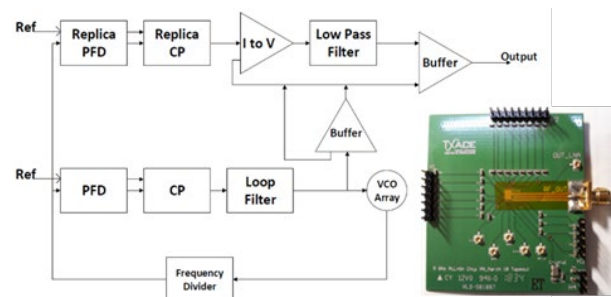 Ref
Replica
PFD
Replica
CP
I to V
Low Pass
Filter
Buffer
Output
Buffer
Ref
PFD
CP
Loop
Filter
VCO
Array
Frequency
Divider
TxACE
OUT_LNA